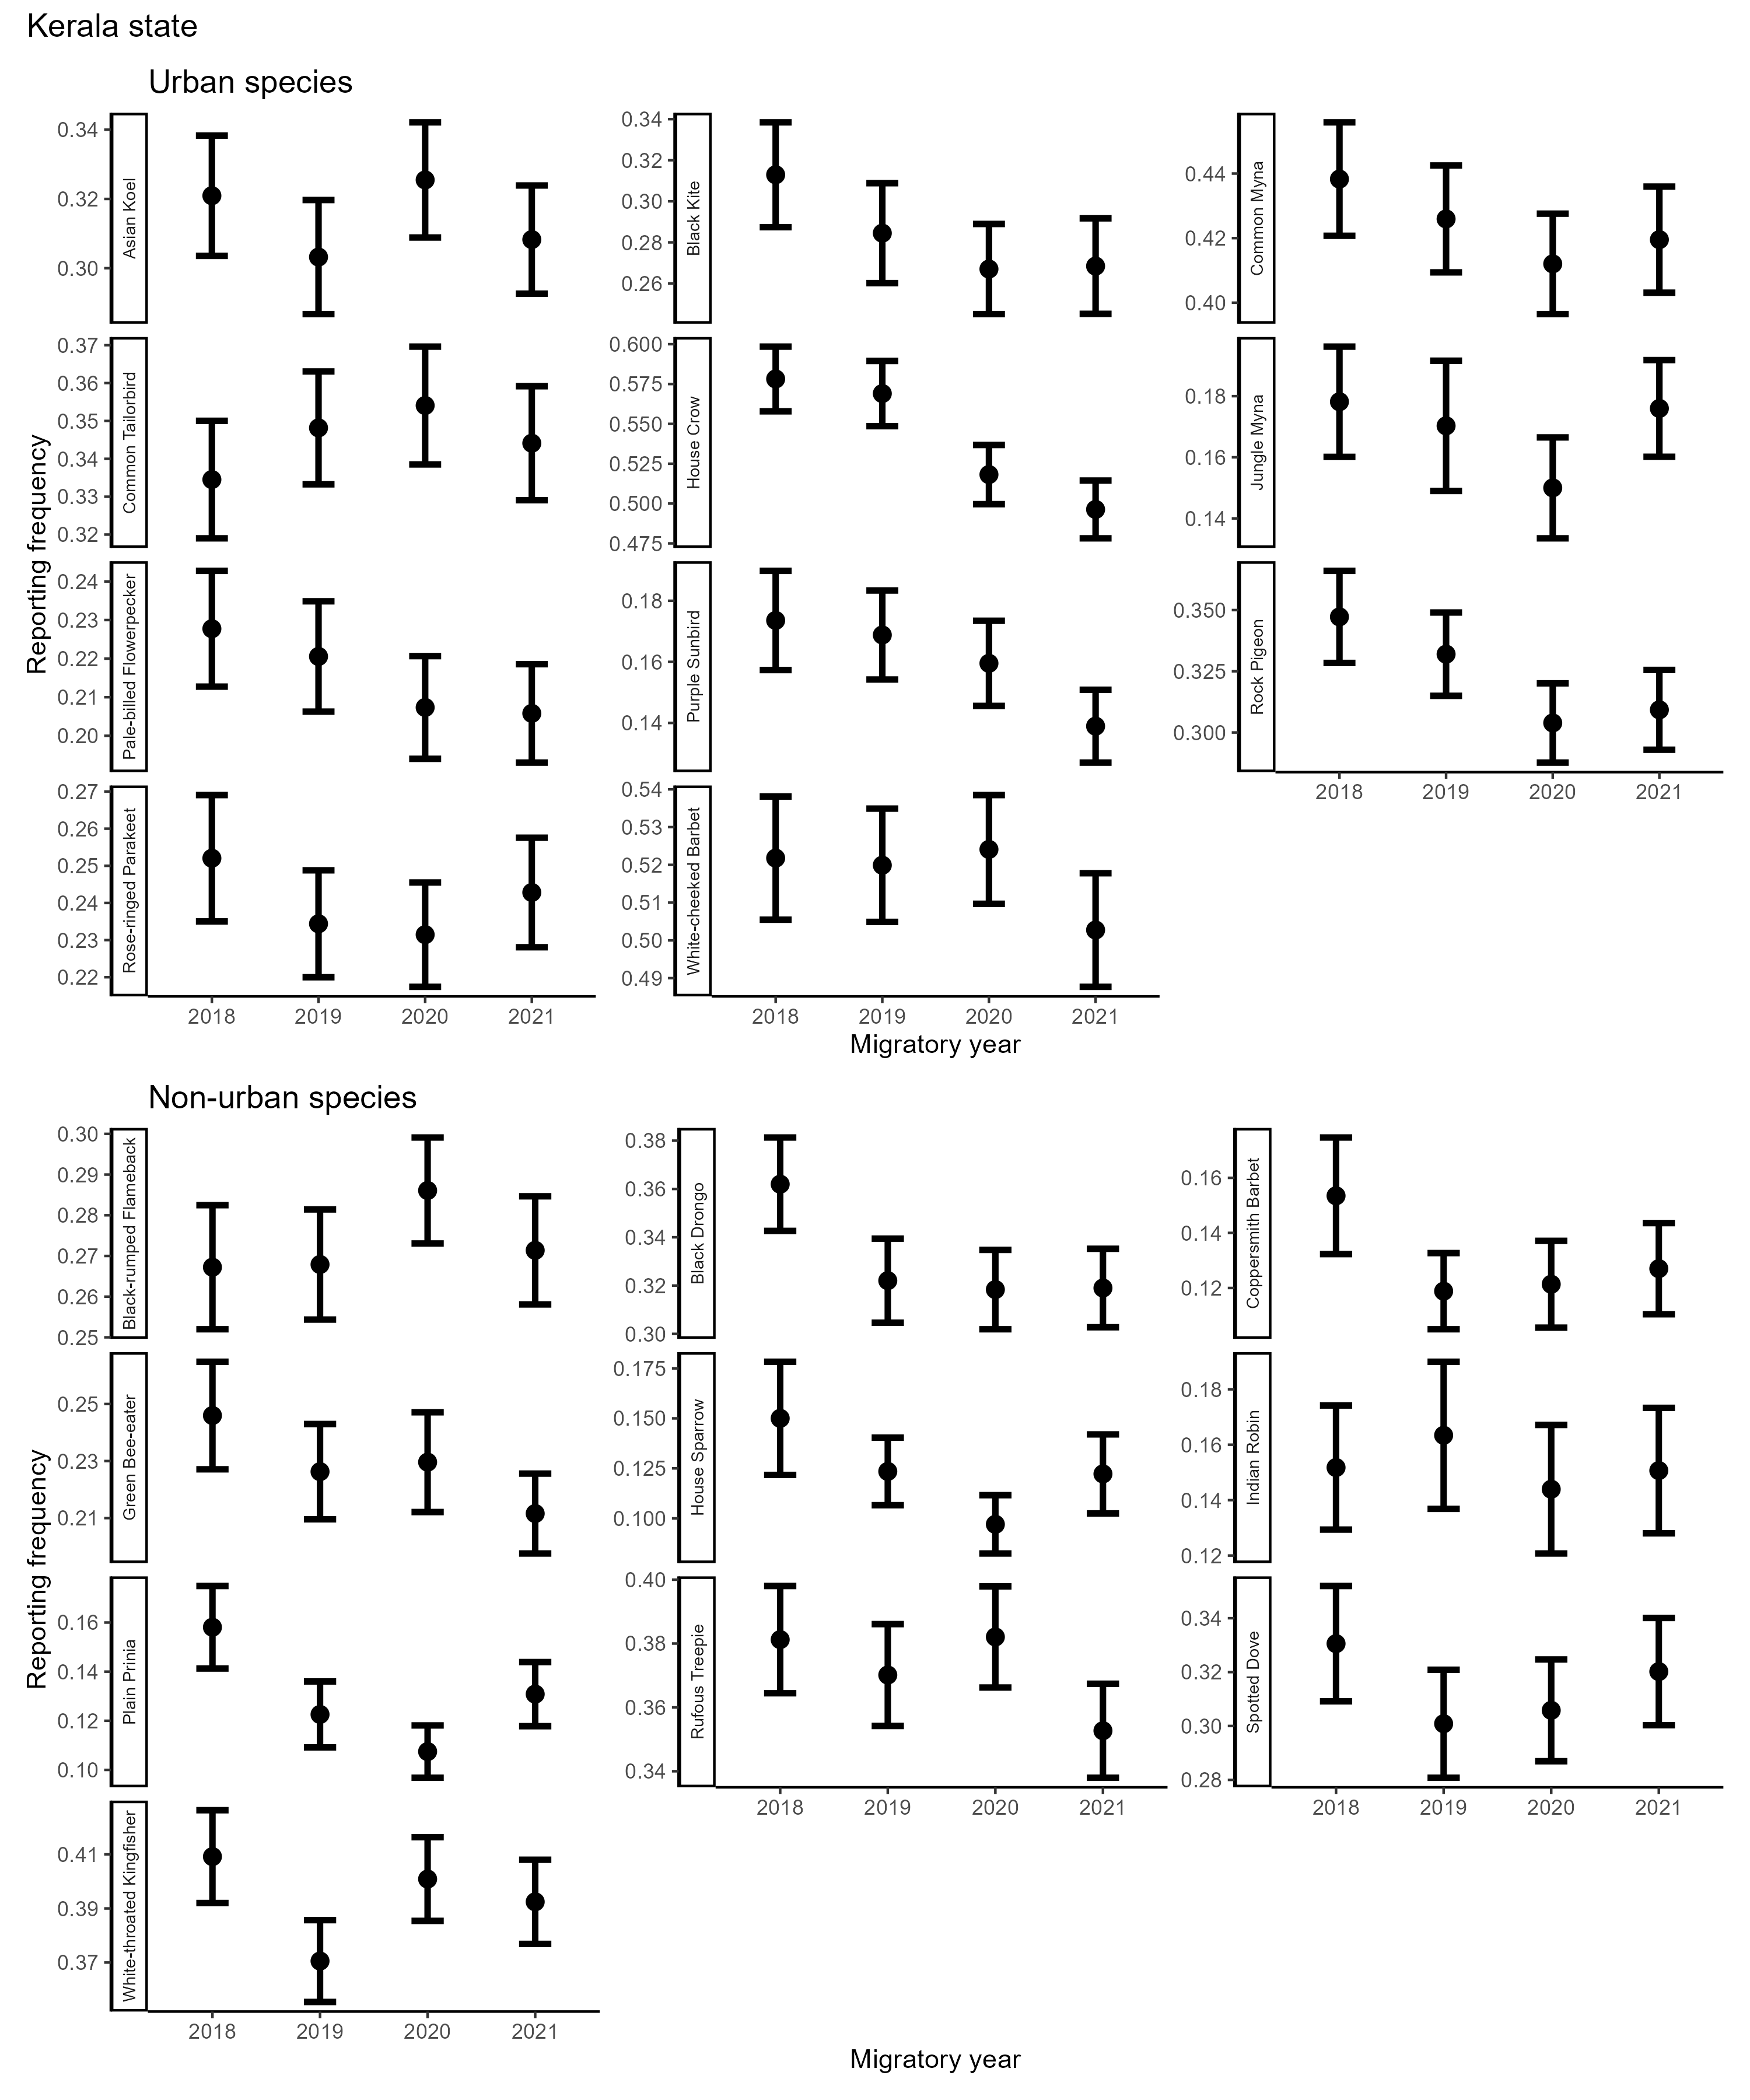 Kerala state
Urban species
Reporting frequency
Asian Koel
0.34
0.32
0.30
Black Kite
0.34
0.32
0.30
0.28
0.26
Common Myna
0.44
0.42
0.40
Common Tailorbird
0.37
0.36
0.35
0.34
0.33
0.32
House Crow
0.600
0.575
0.550
0.525
0.500
0.475
Jungle Myna
0.18
0.16
0.14
Pale-billed Flowerpecker
0.24
0.23
0.22
0.21
0.20
Purple Sunbird
0.18
0.16
0.14
Rock Pigeon
0.350
0.325
0.300
2018 2019 2020 2021
Rose-ringed Parakeet
0.27
0.26
0.25
0.24
0.23
0.22
2018 2019 2020 2021
White-cheeked Barbet
0.54
0.53
0.52
0.51
0.50
0.49
2018 2019 2020 2021
Migratory year
Non-urban species
Reporting frequency
Black-rumped Flameback
0.30
0.29
0.28
0.27
0.26
0.25
Black Drongo
0.38
0.36
0.34
0.32
0.30
Coppersmith Barbet
0.16
0.14
0.12
Green Bee-eater
0.25
0.23
0.21
House Sparrow
0.175
0.150
0.125
0.100
Indian Robin
0.18
0.16
0.14
0.12
Plain Prinia
0.16
0.14
0.12
0.10
Rufous Treepie
0.40
0.38
0.36
0.34
2018 2019 2020 2021
Spotted Dove
0.34
0.32
0.30
0.28
2018 2019 2020 2021
White-throated Kingfisher
0.41
0.39
0.37
2018 2019 2020 2021
Migratory year